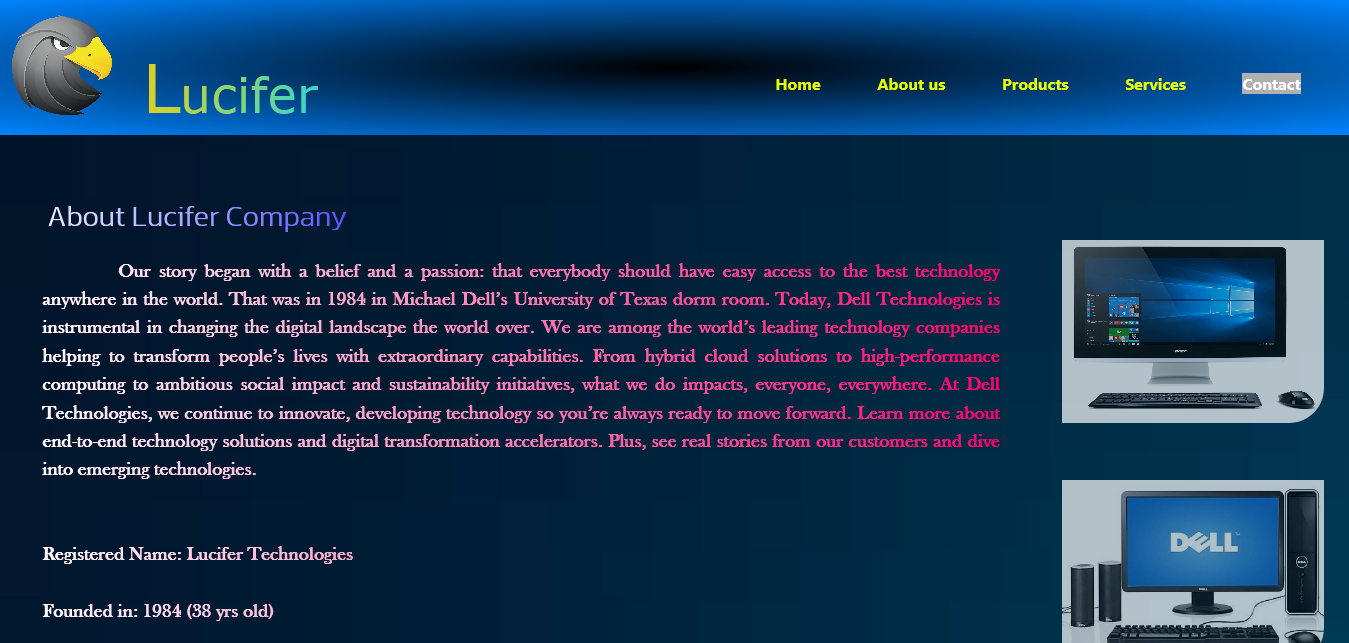 Lucifer
Home About us Products Services Contact
About Lucifer Company
Our story began with a belief and a passion: that everybody should have easy access to the best technology
anywhere in the world. That was in 1984 in Michael Dell’s University of Texas dorm room. Today, Dell Technologies is
instrumental in changing the digital landscape the world over. We are among the world’s leading technology companies
helping to transform people’s lives with extraordinary capabilities. From hybrid cloud solutions to high-performance
computing to ambitious social impact and sustainability initiatives, what we do impacts, everyone, everywhere. At Dell
Technologies, we continue to innovate, developing technology so you’re always ready to move forward. Learn more about
end-to-end technology solutions and digital transformation accelerators. Plus, see real stories from our customers and dive
into emerging technologies.
DELL
Registered Name: Lucifer Technologies
Founded in: 1984 (38 yrs old)